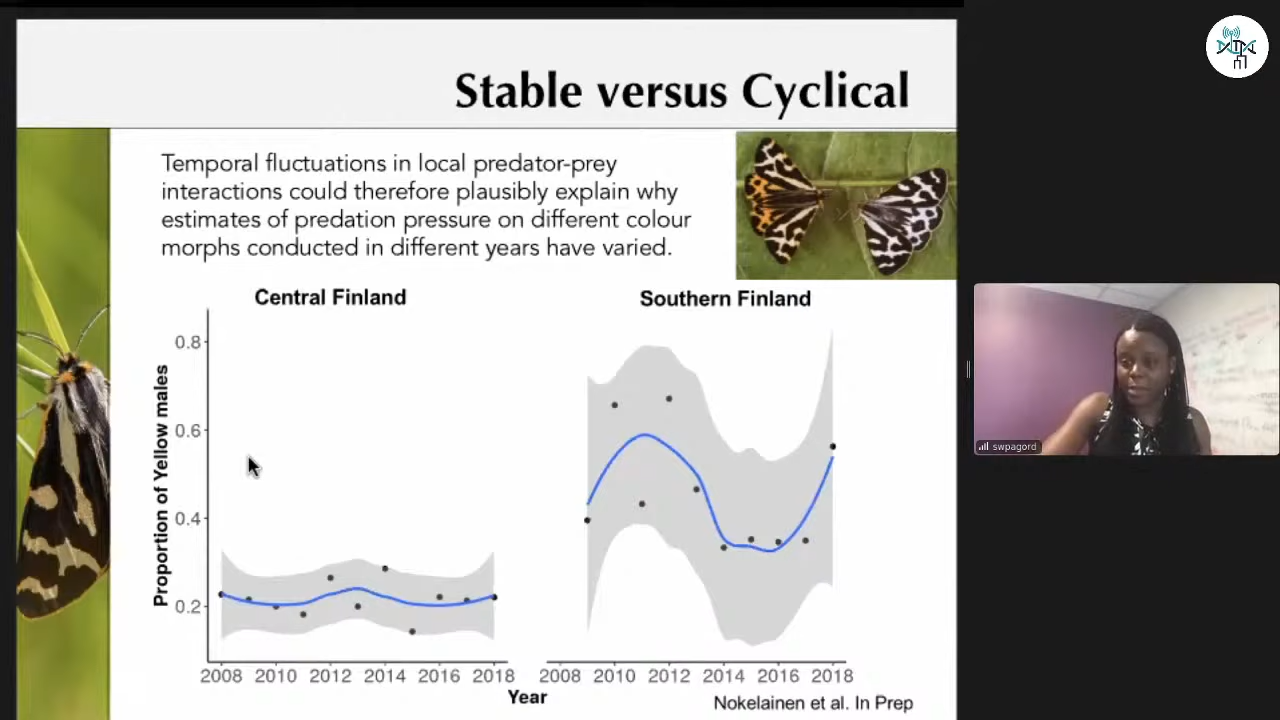 Stable versus Cyclical
Temporal fluctuations in local predator-prey
interactions could therefore plausibly explain why
estimates of predation pressure on different colour
morphs conducted in different years have varied.
Central Finland
Southern Finland
Proportion of Yellow males
0.8
0.6
0.4
0.2
2008 2010 2012 2014 2016 2018
2008 2010 2012 2014 2016 2018
Year
Nokelainen et al. In Prep
swpagord